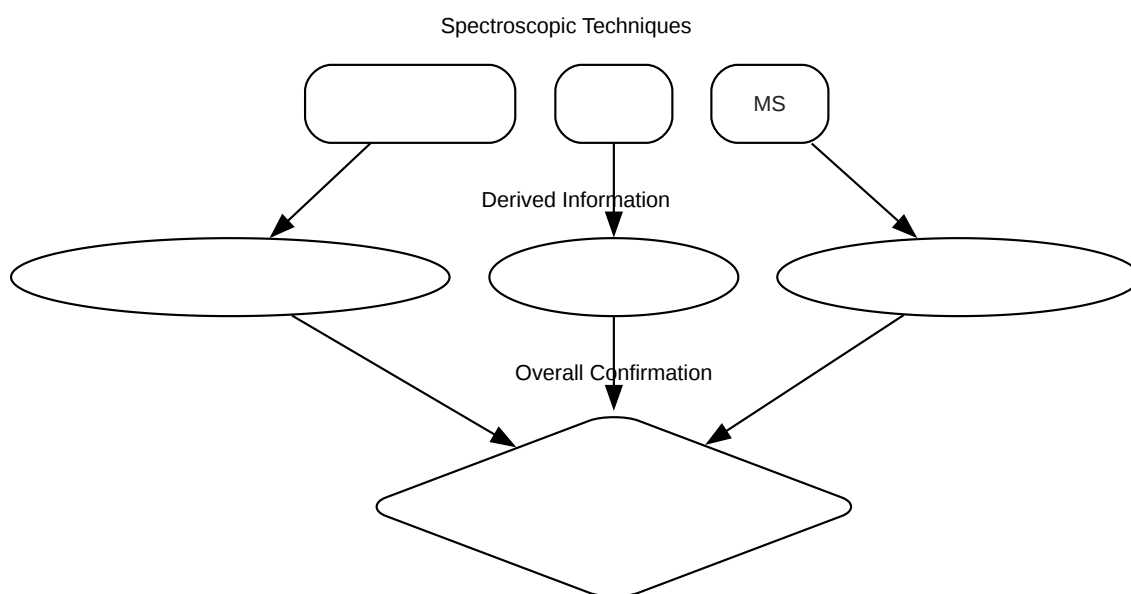 Spectroscopic Techniques
MS
Derived Information
Overall Confirmation